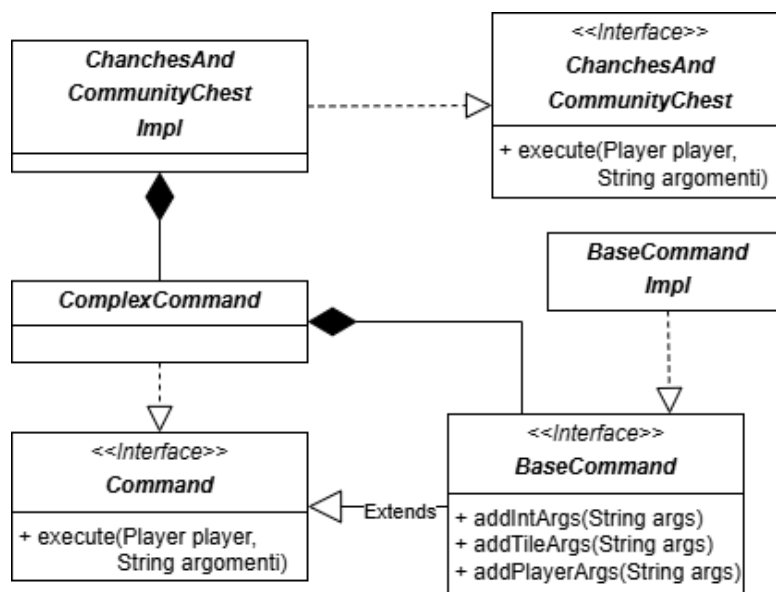 ChanchesAnd
CommunityChest
Impl
<<Interface>>
ChanchesAnd
CommunityChest
+ execute(Player player,
String argomenti)
BaseCommand
Impl
ComplexCommand
<<Interface>>
Command
+ execute(Player player,
String argomenti)
Extends
<<Interface>>
BaseCommand
+ addIntArgs(String args)
+ addTileArgs(String args)
+ addPlayerArgs(String args)